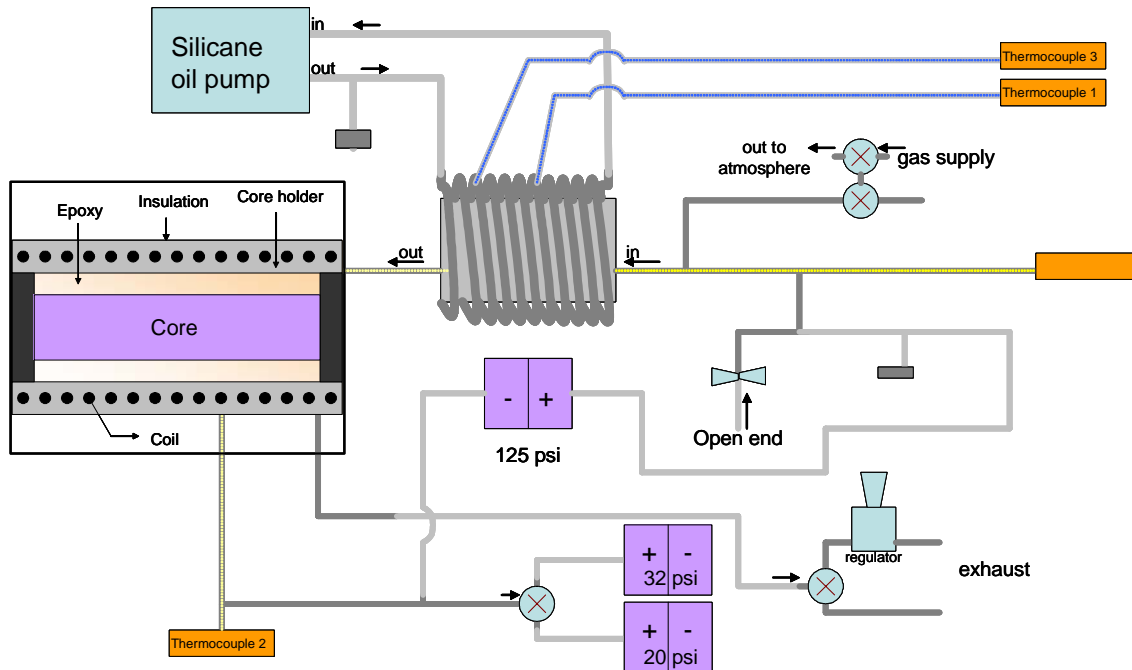 in
Silicane
oil pump
out
Thermocouple 3
Thermocouple 1
out to
atmosphere
gas supply
Insulation
Core holder
Epoxy
out
in
Core
- +
Open end
Coil
125 psi
+ -
32 psi
regulator
exhaust
+ -
20 psi
Thermocouple 2